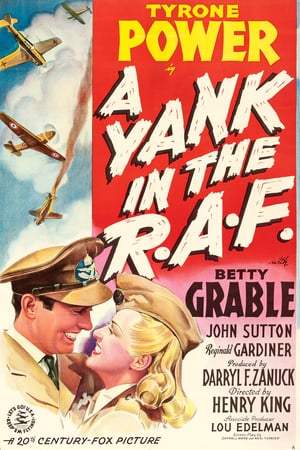 TYRONE
POWER
in
A
YANK
IN THE
R.A.F.
with
BETTY
GRABLE
JOHN SUTTON
Reginald GARDINER
Produced by
DARRYL F. ZANUCK
Directed by
HENRY KING
Associate Producer
LOU EDELMAN
A 20th CENTURY-FOX PICTURE